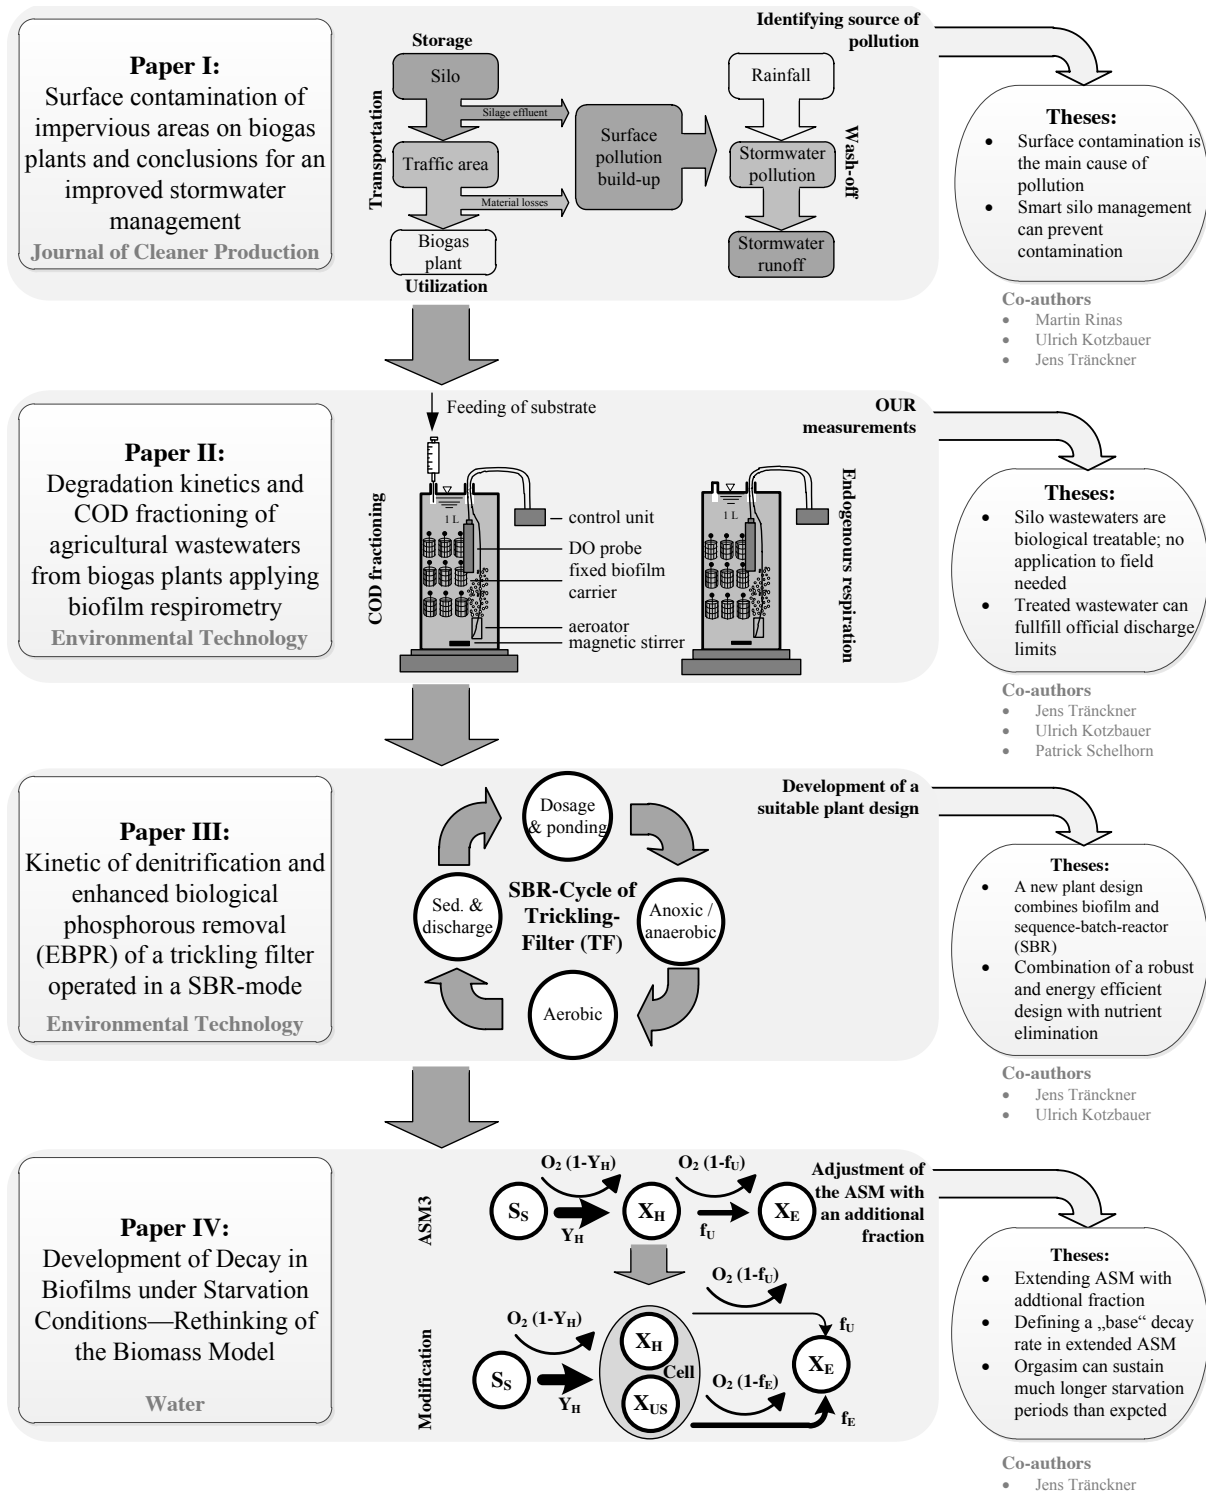 Paper I:
Surface contamination of
impervious areas on biogas
plants and conclusions for an
improved stormwater
management
Journal of Cleaner Production
Storage
Silo
Transportation
Silage effluent
Traffic area
Material losses
Biogas
plant
Utilization
Surface
pollution
build-up
Rainfall
Stormwater
pollution
Wash-off
Stormwater
runoff
Identifying source of
pollution
Theses:
• Surface contamination is
the main cause of
pollution
• Smart silo management
can prevent
contamination
Co-authors
• Martin Rinas
• Ulrich Kotzbauer
• Jens Tränckner
Paper II:
Degradation kinetics and
COD fractioning of
agricultural wastewaters
from biogas plants applying
biofilm respirometry
Environmental Technology
Feeding of substrate
COD fractioning
1 L
control unit
DO probe
fixed biofilm
carrier
aeroator
magnetic stirrer
1 L
Endogenours respiration
OUR
measurements
Theses:
• Silo wastewaters are
biological treatable; no
application to field
needed
• Treated wastewater can
fullfill official discharge
limits
Co-authors
• Jens Tränckner
• Ulrich Kotzbauer
• Patrick Schelhorn
Paper III:
Kinetic of denitrification and
enhanced biological
phosphorous removal
(EBPR) of a trickling filter
operated in a SBR-mode
Environmental Technology
Dosage
& ponding
Sed. &
discharge
SBR-Cycle of
Trickling-
Filter (TF)
Anoxic /
anaerobic
Aerobic
Development of a
suitable plant design
Theses:
• A new plant design
combines biofilm and
sequence-batch-reactor
(SBR)
• Combination of a robust
and energy efficient
design with nutrient
elimination
Co-authors
• Jens Tränckner
• Ulrich Kotzbauer
Paper IV:
Development of Decay in
Biofilms under Starvation
Conditions—Rethinking of
the Biomass Model
Water
ASM3
O2 (1-YH)
O2 (1-fU)
SS
XH
XE
YH
fU
Modification
O2 (1-YH)
O2 (1-fU)
fU
SS
YH
XH
Cell
XUS
O2 (1-fE)
XE
fE
Adjustment of
the ASM with
an additional
fraction
Theses:
• Extending ASM with
addtional fraction
• Defining a „base“ decay
rate in extended ASM
• Orgasim can sustain
much longer starvation
periods than expcted
Co-authors
• Jens Tränckner